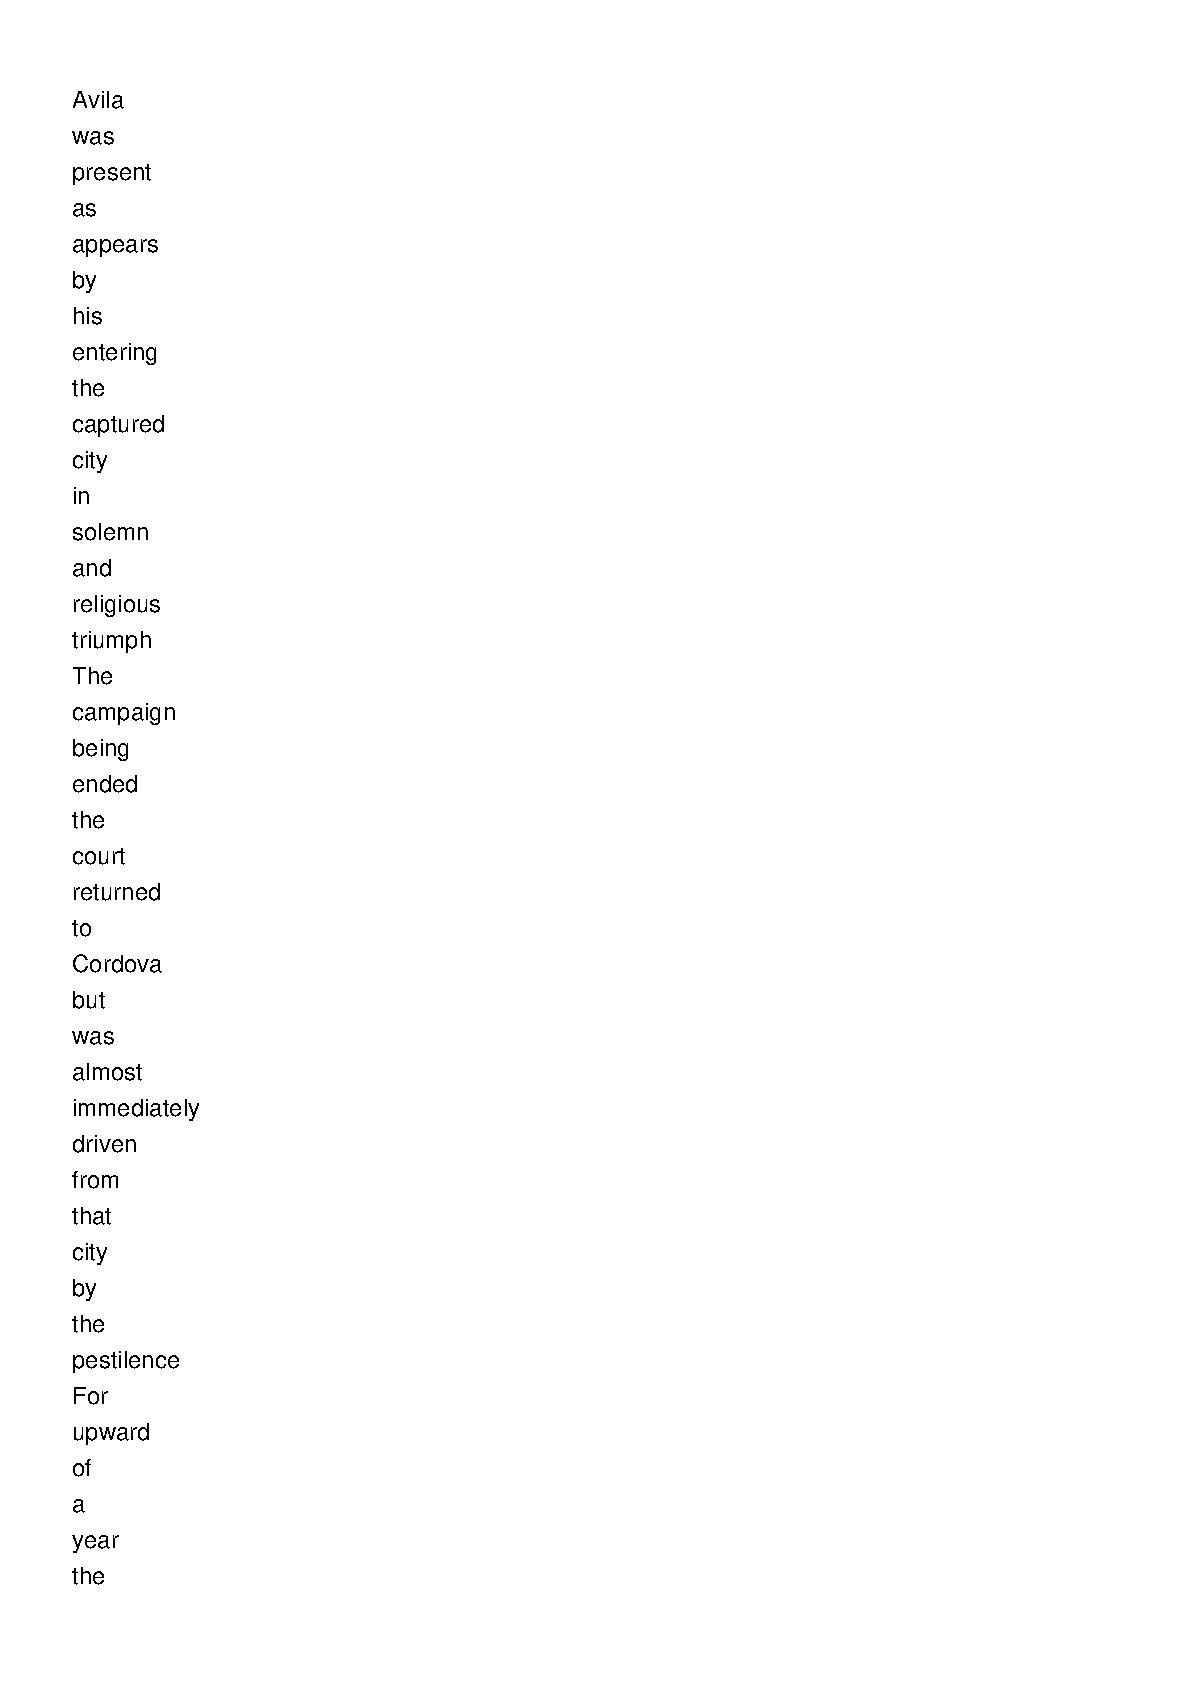 Avila
was
present
as
appears
by
his
entering
the
captured
city
in
solemn
and
religious
triumph
The
campaign
being
ended
the
court
returned
to
Cordova
but
was
almost
immediately
driven
from
that
city
by
the
pestilence
For
upward
of
a
year
the